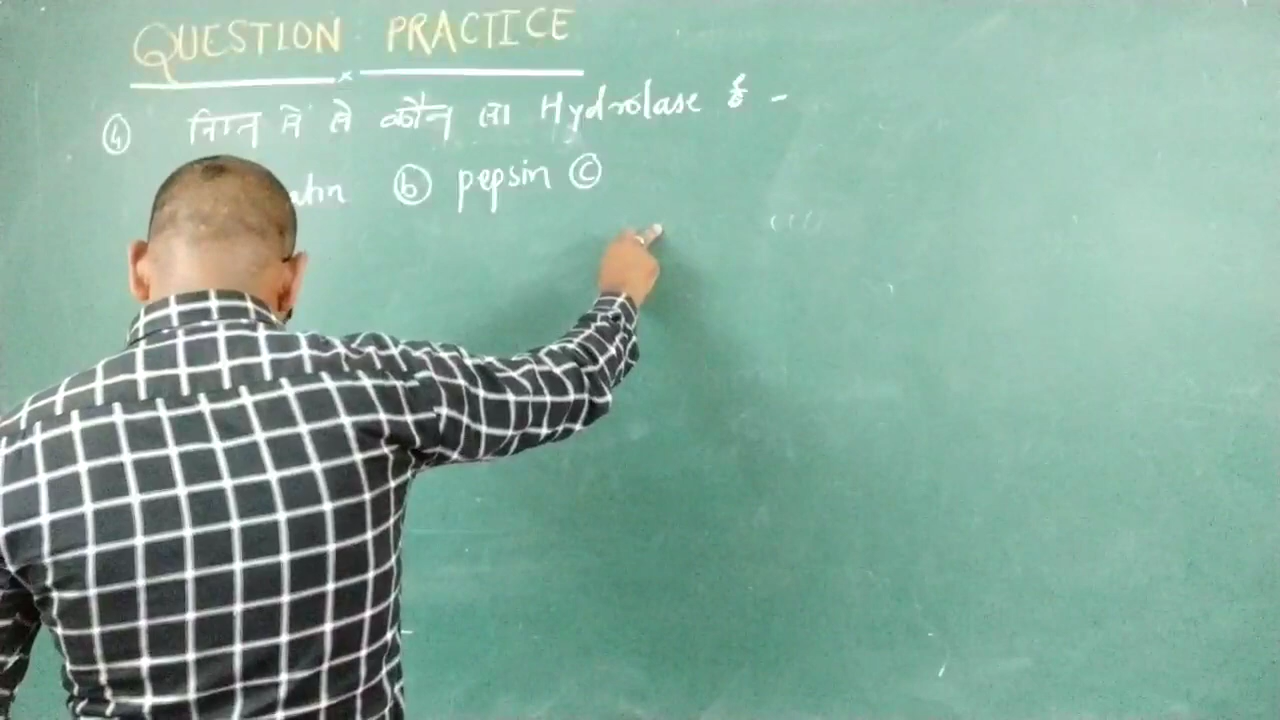 QUESTION PRACTICE
④ निम्न में से कौन सा Hydrolase है -
ⓑ pepsin ⓒ